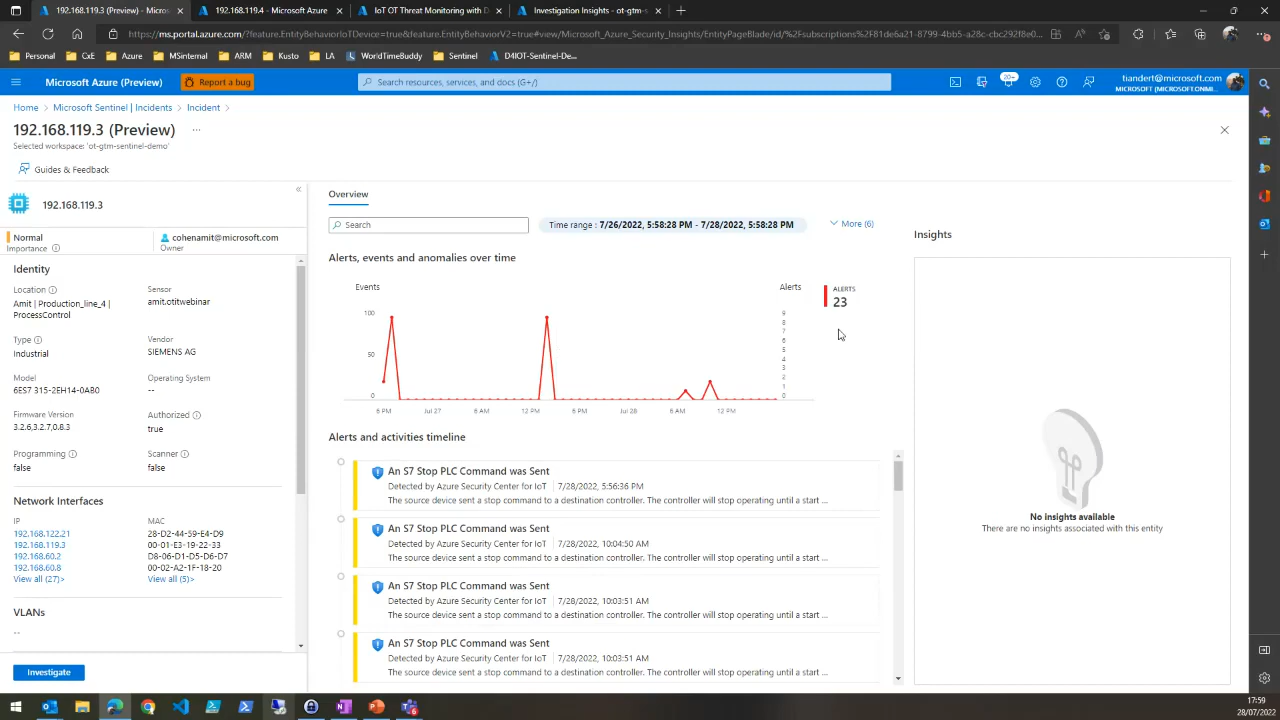 192.168.119.3 (Preview) - Micros
192.168.119.4 - Microsoft Azure
IoT OT Threat Monitoring with D
Investigation Insights - ot-gtm-s
Personal
CxE
Azure
MSinternal
ARM
Kusto
LA
WorldTimeBuddy
Sentinel
D4IOT-Sentinel-De...
Microsoft Azure (Preview)
Report a bug
Search resources, services, and docs (G+/)
20+
tiandert@microsoft.com
MICROSOFT (MICROSOFT.ONMI...
Home > Microsoft Sentinel | Incidents > Incident >
192.168.119.3 (Preview) ...
Selected workspace: 'ot-gtm-sentinel-demo'
Guides & Feedback
«
192.168.119.3
Normal
Importance
cohenamit@microsoft.com
Owner
Identity
Location
Amit | Production_line_4 |
ProcessControl
Sensor
amit.otitwebinar
Type
Industrial
Vendor
SIEMENS AG
Model
6ES7 315-2EH14-0AB0
Operating System
--
Firmware Version
3.2.6,3.2.7,0.8.3
Authorized
true
Programming
false
Scanner
false
Network Interfaces
IP MAC
192.168.122.21 28-D2-44-59-E4-D9
192.168.119.3 00-01-E3-19-22-33
192.168.60.2 D8-06-D1-D5-D6-D7
192.168.60.8 00-02-A2-1F-18-20
View all (27)> View all (5)>
VLANs
--
Investigate
Overview
Search
Time range : 7/26/2022, 5:58:28 PM - 7/28/2022, 5:58:28 PM
More (6)
Alerts, events and anomalies over time
Events
Alerts
100
50
0
9
8
7
6
5
4
3
2
1
0
6 PM Jul 27 6 AM 12 PM 6 PM Jul 28 6 AM 12 PM
ALERTS
23
Alerts and activities timeline
An S7 Stop PLC Command was Sent
Detected by Azure Security Center for IoT | 7/28/2022, 5:56:36 PM
The source device sent a stop command to a destination controller. The controller will stop operating until a start ...
An S7 Stop PLC Command was Sent
Detected by Azure Security Center for IoT | 7/28/2022, 10:04:50 AM
The source device sent a stop command to a destination controller. The controller will stop operating until a start ...
An S7 Stop PLC Command was Sent
Detected by Azure Security Center for IoT | 7/28/2022, 10:03:51 AM
The source device sent a stop command to a destination controller. The controller will stop operating until a start ...
An S7 Stop PLC Command was Sent
Detected by Azure Security Center for IoT | 7/28/2022, 10:03:51 AM
The source device sent a stop command to a destination controller. The controller will stop operating until a start ...
Insights
No insights available
There are no insights associated with this entity
17:59
28/07/2022